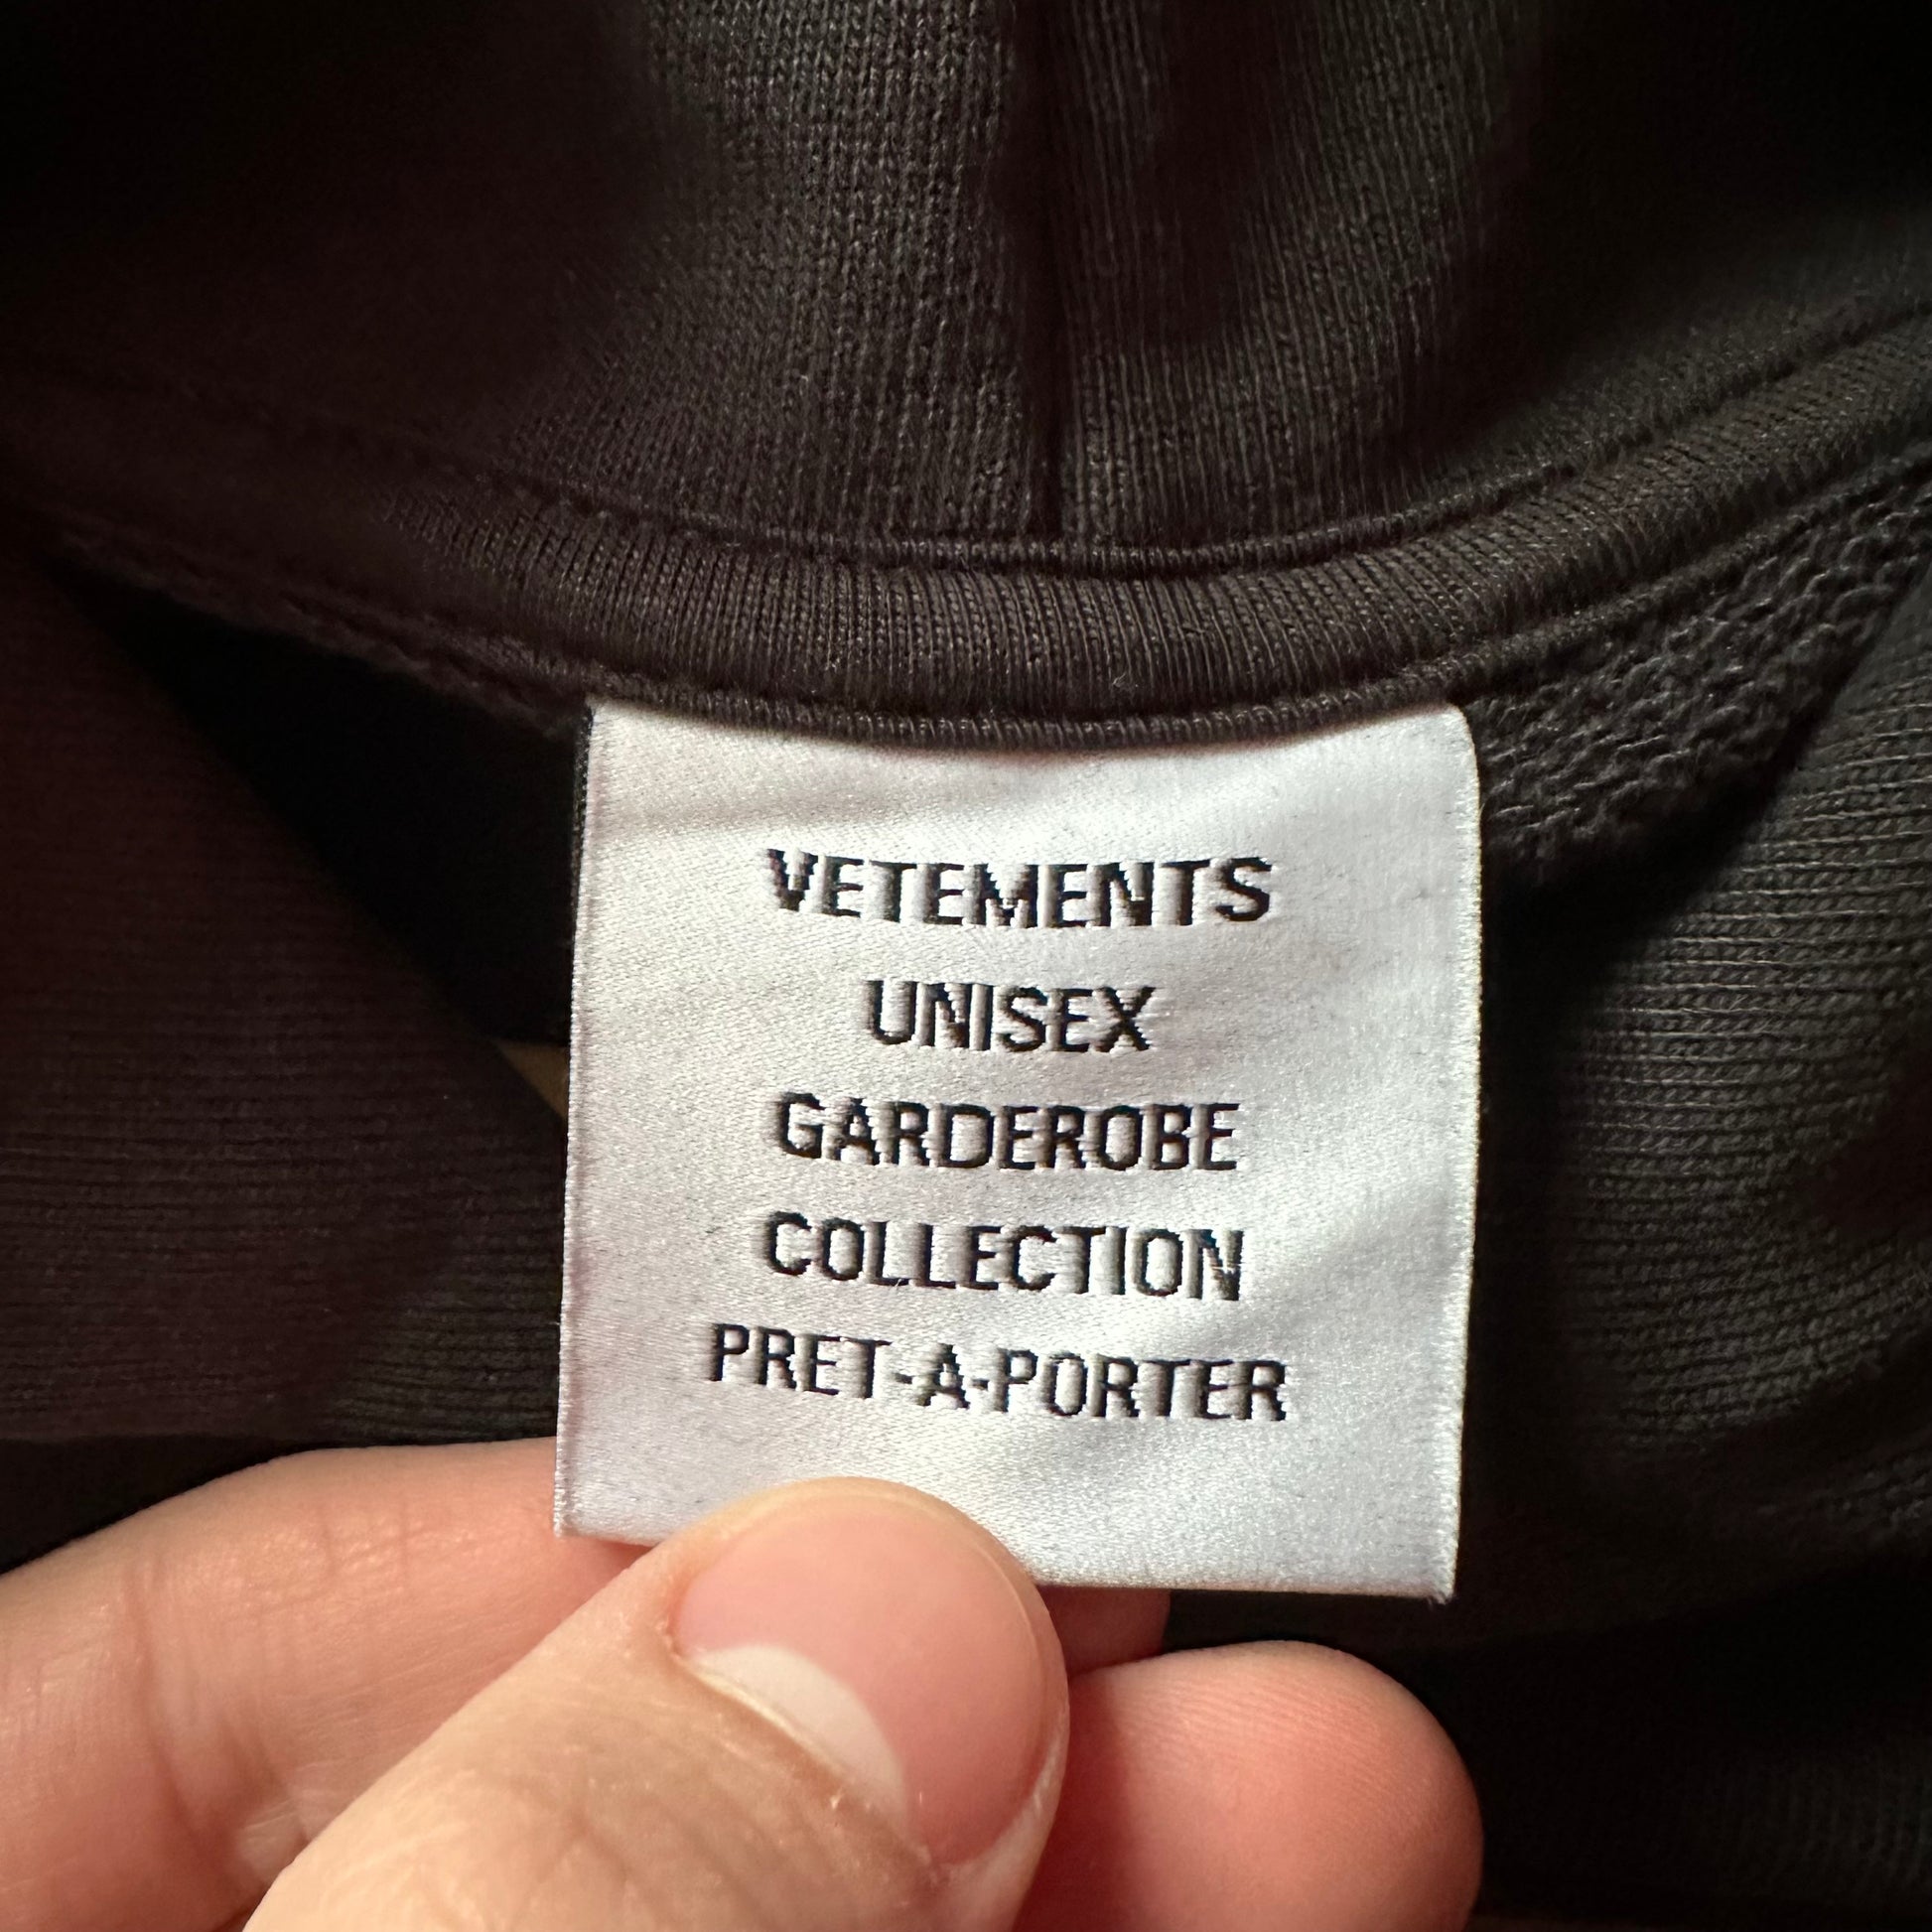 VETEMENTS
UNISEX
GARDEROBE
COLLECTION
PRET-A-PORTER